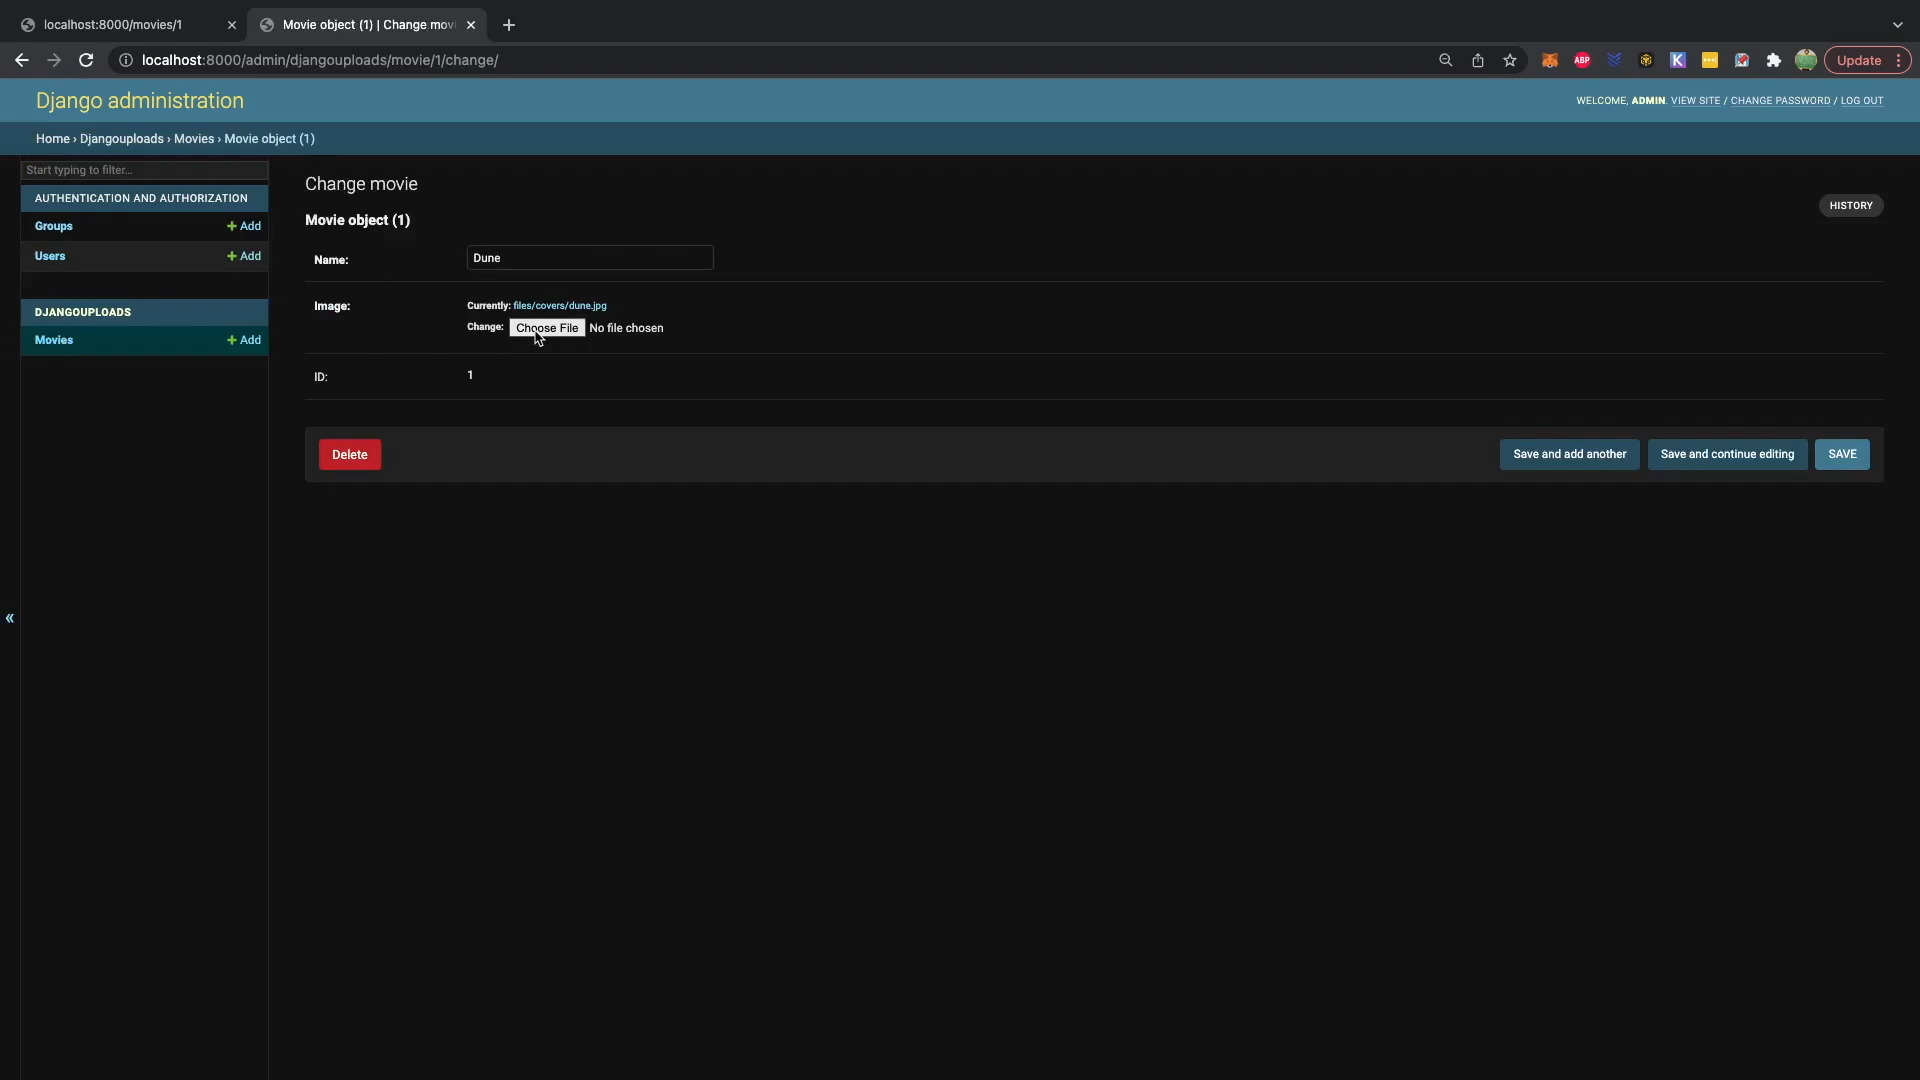 localhost:8000/movies/1
Movie object (1) | Change movi
localhost:8000/admin/djangouploads/movie/1/change/
ABP
K
Update
Django administration
WELCOME, ADMIN. VIEW SITE / CHANGE PASSWORD / LOG OUT
Home › Djangouploads › Movies › Movie object (1)
Start typing to filter...
AUTHENTICATION AND AUTHORIZATION
Groups + Add
Users + Add
DJANGOUPLOADS
Movies + Add
«
Change movie
HISTORY
Movie object (1)
Name: Dune
Image: Currently: files/covers/dune.jpg
Change: Choose File No file chosen
ID: 1
Delete
Save and add another
Save and continue editing
SAVE